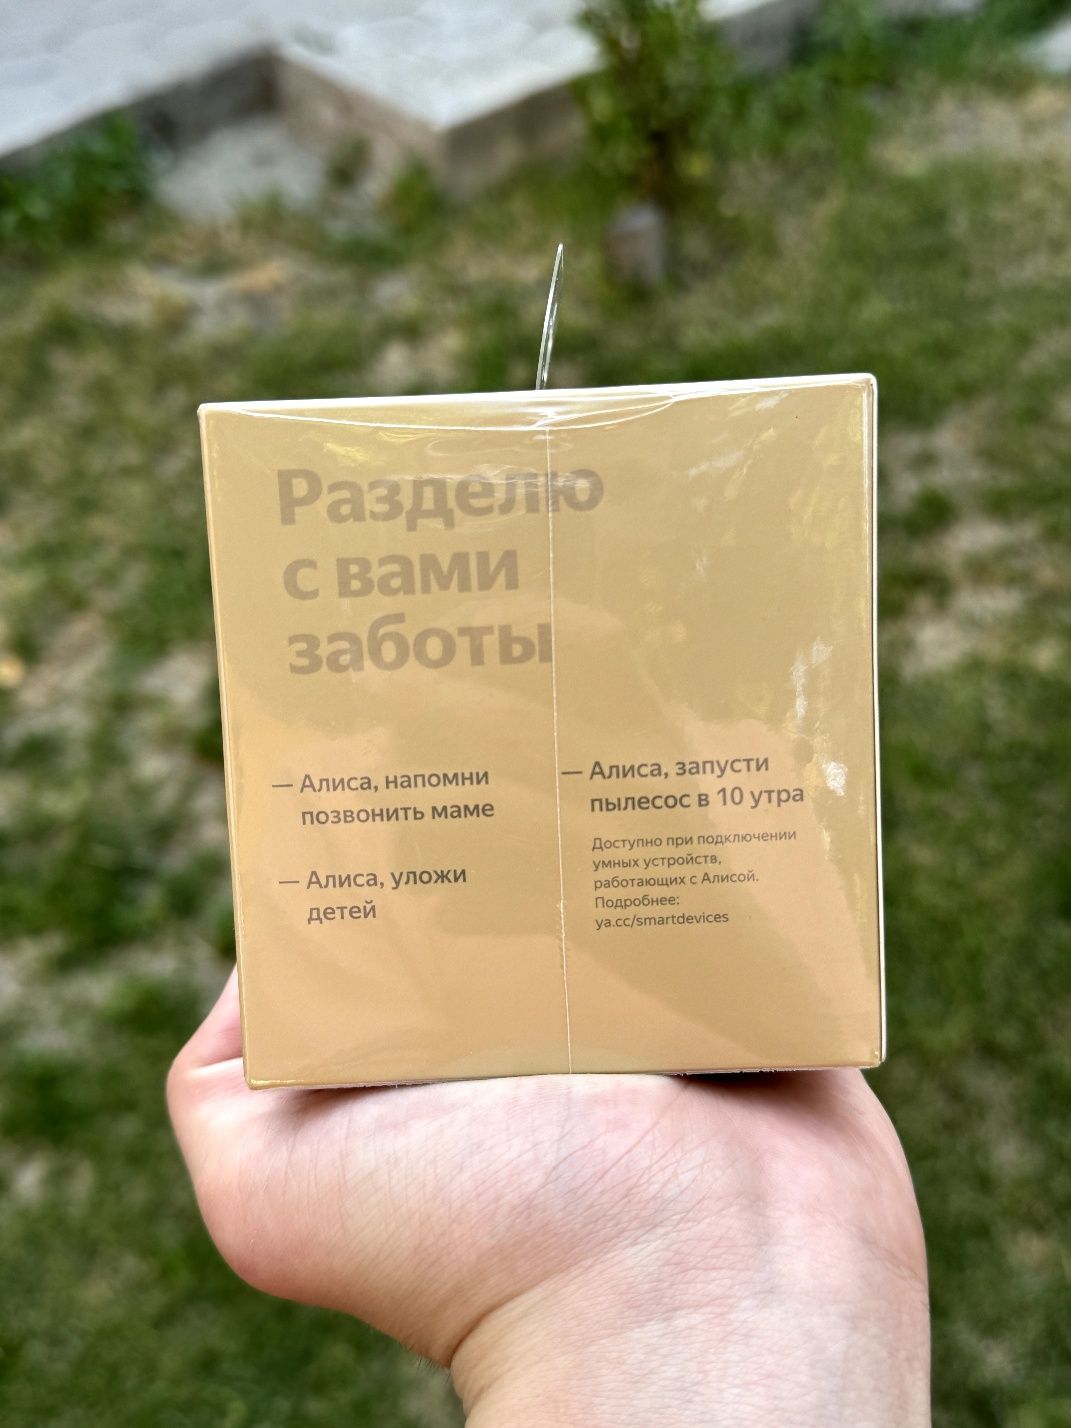 Разделю
с вами
заботы
— Алиса, напомни
позвонить маме
— Алиса, уложи
детей
— Алиса, запусти
пылесос в 10 утра
Доступно при подключении
умных устройств,
работающих с Алисой.
Подробнее:
ya.cc/smartdevices